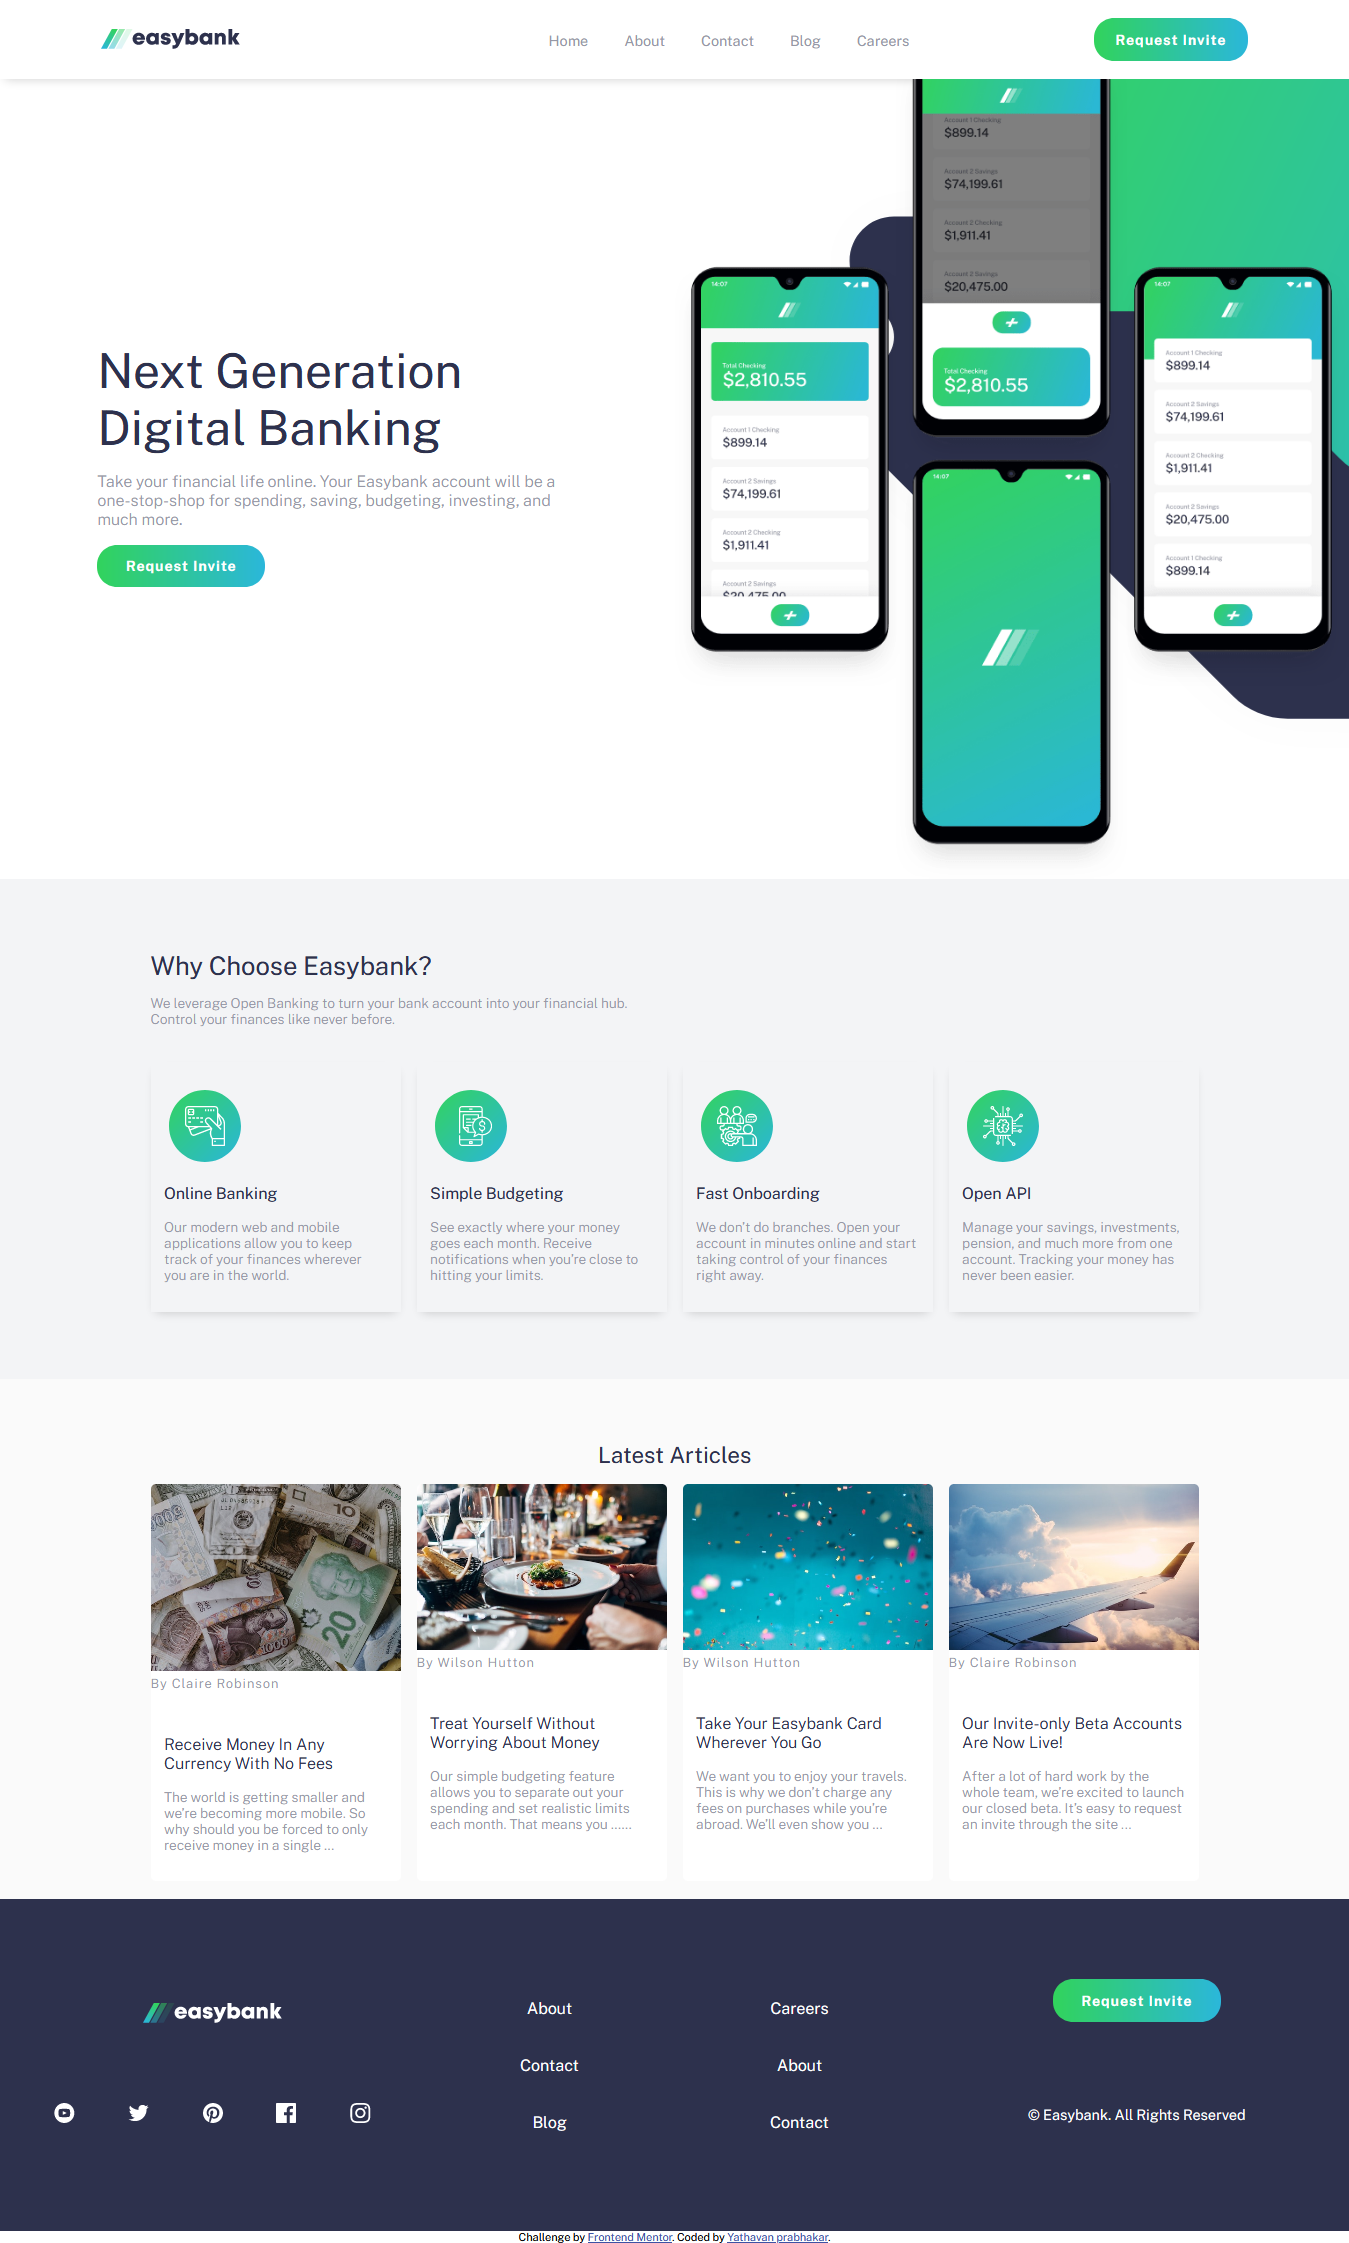 easybank
Home About Contact Blog Careers
Request Invite
Account 1 Checking
$899.14
Account 2 Savings
$74,199.61
Account 2 Checking
$1,911.41
Account 2 Savings
$20,475.00
Total Checking
$2,810.55
14:07
Total Checking
$2,810.55
Account 1 Checking
$899.14
Account 2 Savings
$74,199.61
Account 2 Checking
$1,911.41
Account 2 Savings
$20,475.00
14:07
Account 1 Checking
$899.14
Account 2 Savings
$74,199.61
Account 2 Checking
$1,911.41
Account 2 Savings
$20,475.00
Account 1 Checking
$899.14
14:07
Next Generation
Digital Banking
Take your financial life online. Your Easybank account will be a
one-stop-shop for spending, saving, budgeting, investing, and
much more.
Request Invite
Why Choose Easybank?
We leverage Open Banking to turn your bank account into your financial hub.
Control your finances like never before.
Online Banking
Our modern web and mobile
applications allow you to keep
track of your finances wherever
you are in the world.
Simple Budgeting
See exactly where your money
goes each month. Receive
notifications when you're close to
hitting your limits.
Fast Onboarding
We don't do branches. Open your
account in minutes online and start
taking control of your finances
right away.
Open API
Manage your savings, investments,
pension, and much more from one
account. Tracking your money has
never been easier.
Latest Articles
By Claire Robinson
Receive Money In Any
Currency With No Fees
The world is getting smaller and
we're becoming more mobile. So
why should you be forced to only
receive money in a single ...
By Wilson Hutton
Treat Yourself Without
Worrying About Money
Our simple budgeting feature
allows you to separate out your
spending and set realistic limits
each month. That means you ......
By Wilson Hutton
Take Your Easybank Card
Wherever You Go
We want you to enjoy your travels.
This is why we don't charge any
fees on purchases while you're
abroad. We'll even show you ...
By Claire Robinson
Our Invite-only Beta Accounts
Are Now Live!
After a lot of hard work by the
whole team, we're excited to launch
our closed beta. It's easy to request
an invite through the site ...
easybank
About
Contact
Blog
Careers
About
Contact
Request Invite
© Easybank. All Rights Reserved
Challenge by Frontend Mentor. Coded by Yathavan prabhakar.